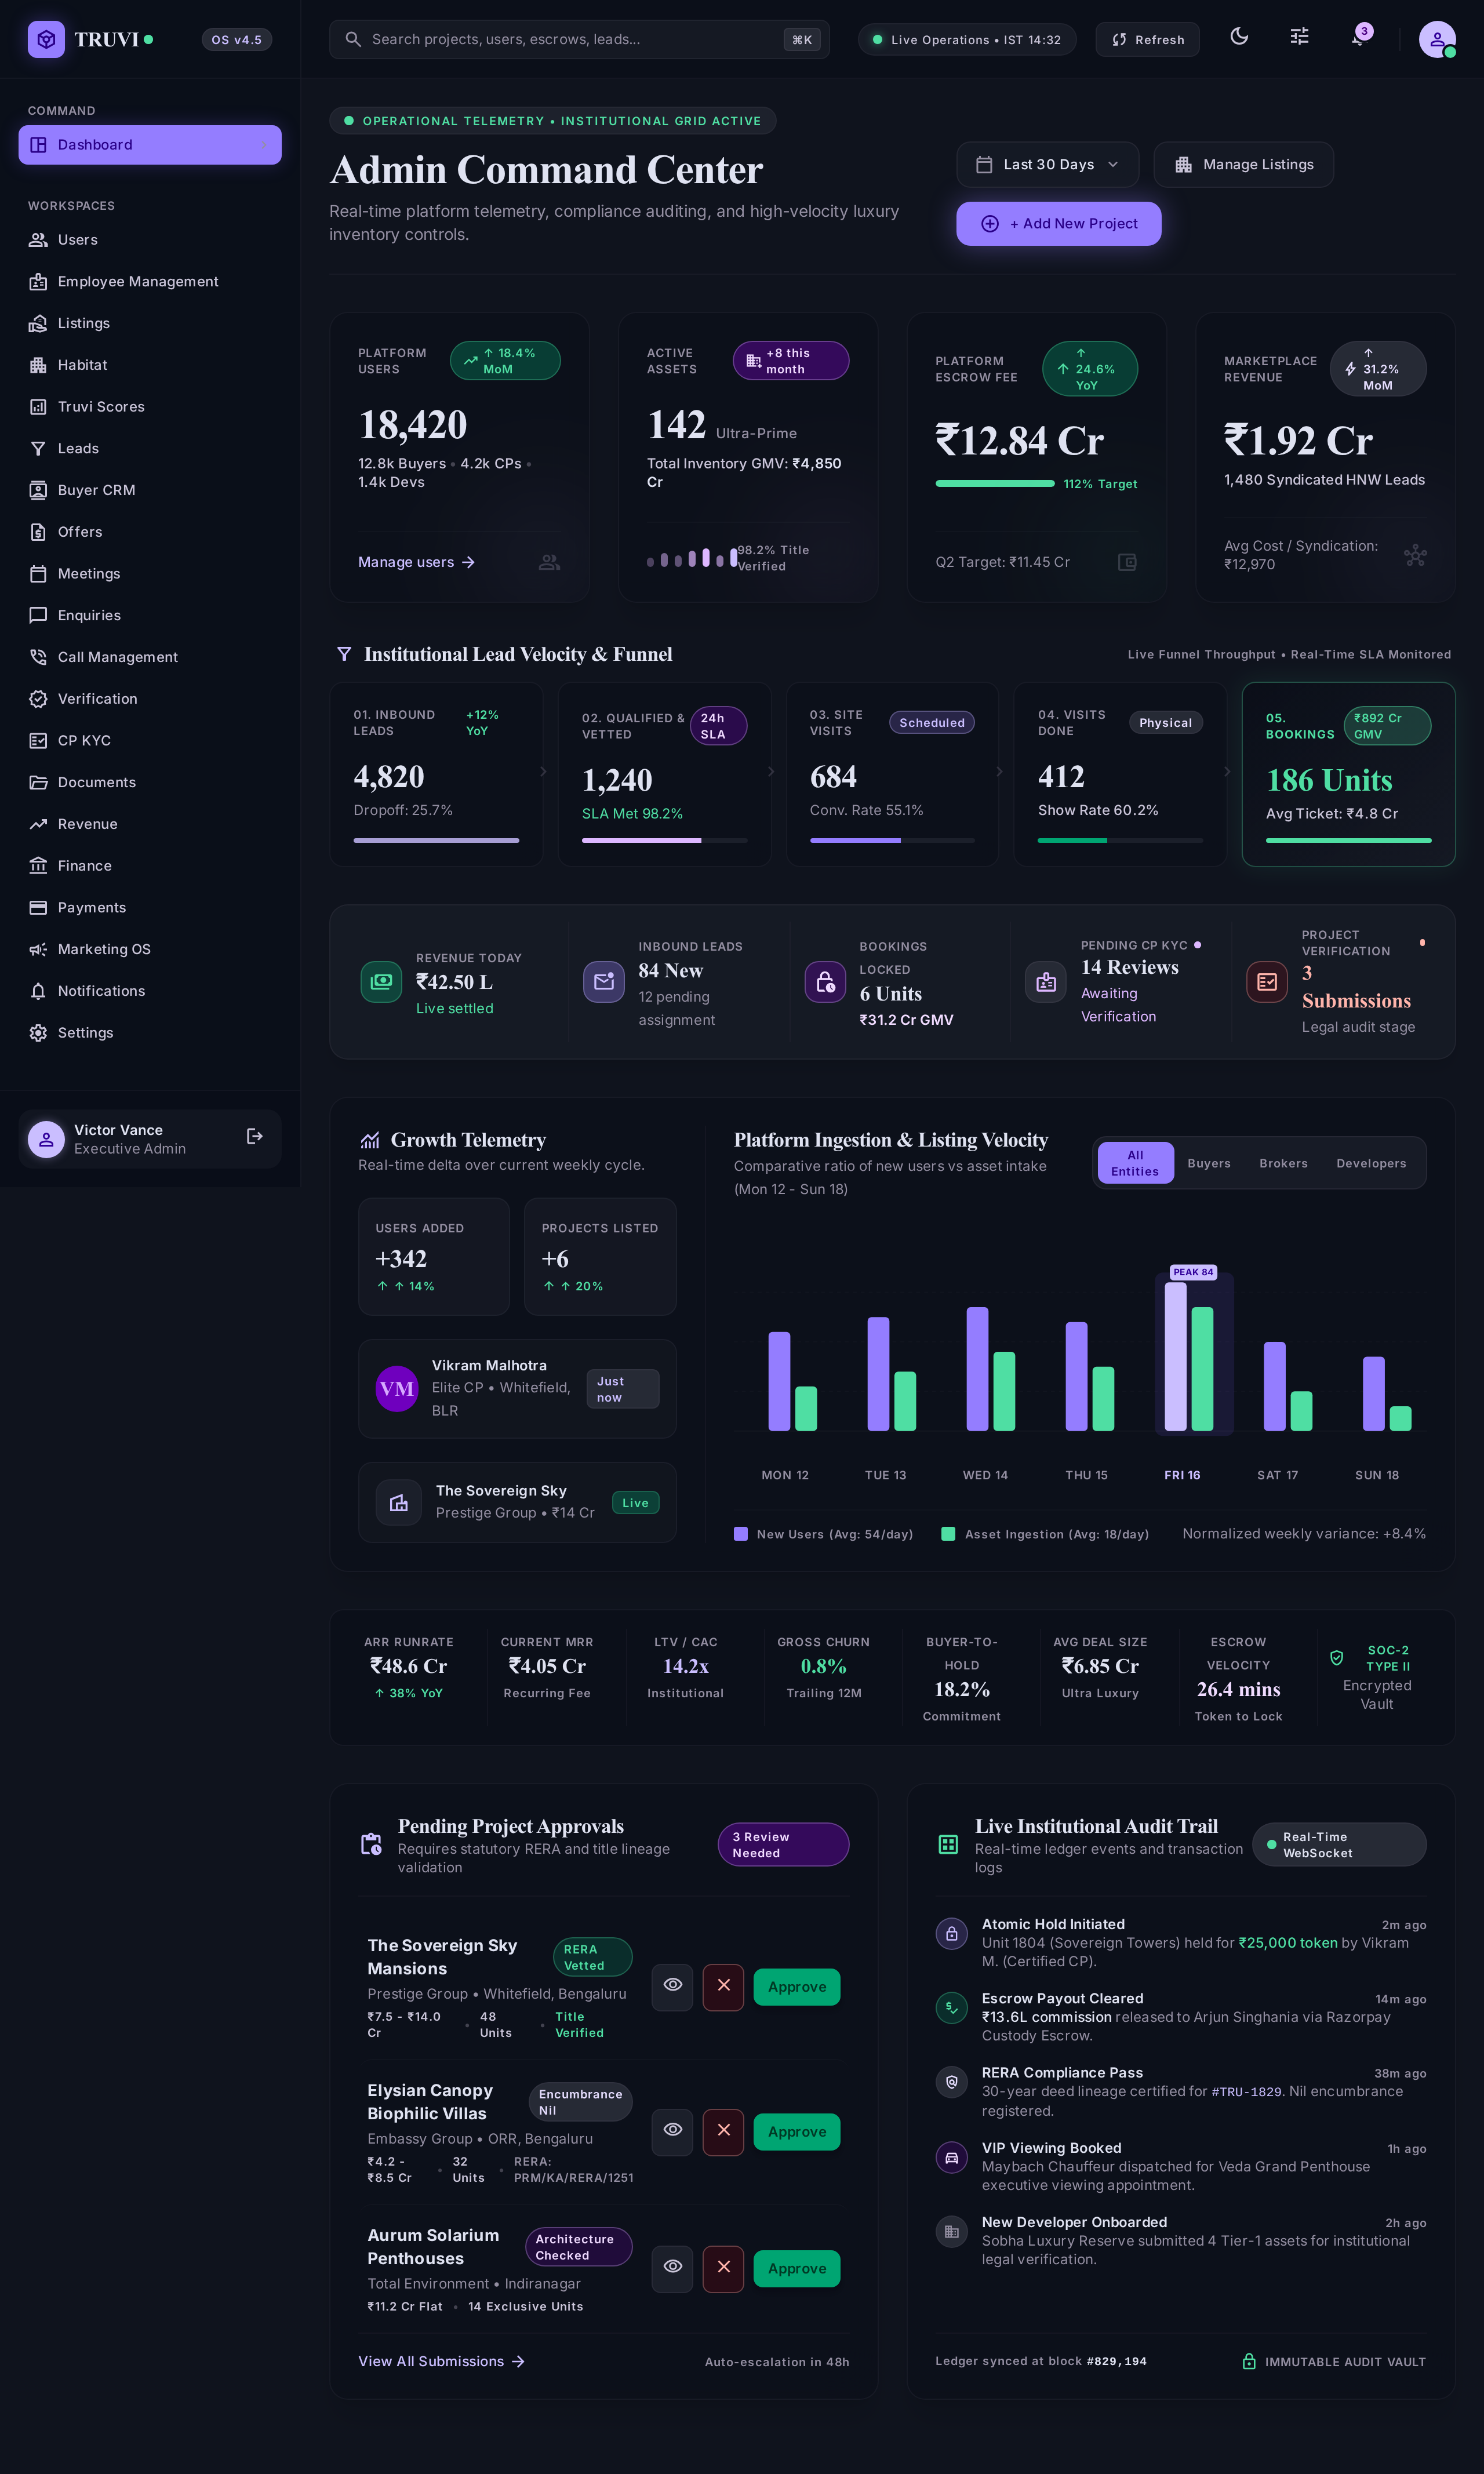 TRUVI
OS v4.5
Search projects, users, escrows, leads...
⌘K
Live Operations • IST 14:32
Refresh
3
COMMAND
Dashboard
WORKSPACES
Users
Employee Management
Listings
Habitat
Truvi Scores
Leads
Buyer CRM
Offers
Meetings
Enquiries
Call Management
Verification
CP KYC
Documents
Revenue
Finance
Payments
Marketing OS
Notifications
Settings
Victor Vance
Executive Admin
OPERATIONAL TELEMETRY • INSTITUTIONAL GRID ACTIVE
Admin Command Center
Real-time platform telemetry, compliance auditing, and high-velocity luxury
inventory controls.
Last 30 Days
Manage Listings
+ Add New Project
PLATFORM
USERS
↑ 18.4%
MoM
18,420
12.8k Buyers • 4.2k CPs •
1.4k Devs
Manage users →
ACTIVE
ASSETS
+8 this
month
142 Ultra-Prime
Total Inventory GMV: ₹4,850
Cr
98.2% Title
Verified
PLATFORM
ESCROW FEE
↑
24.6%
YoY
₹12.84 Cr
112% Target
Q2 Target: ₹11.45 Cr
MARKETPLACE
REVENUE
↑
31.2%
MoM
₹1.92 Cr
1,480 Syndicated HNW Leads
Avg Cost / Syndication:
₹12,970
Institutional Lead Velocity & Funnel
Live Funnel Throughput • Real-Time SLA Monitored
01. INBOUND
LEADS
+12%
YoY
4,820
Dropoff: 25.7%
02. QUALIFIED &
VETTED
24h
SLA
1,240
SLA Met 98.2%
03. SITE
VISITS
Scheduled
684
Conv. Rate 55.1%
04. VISITS
DONE
Physical
412
Show Rate 60.2%
05.
BOOKINGS
₹892 Cr
GMV
186 Units
Avg Ticket: ₹4.8 Cr
REVENUE TODAY
₹42.50 L
Live settled
INBOUND LEADS
84 New
12 pending
assignment
BOOKINGS
LOCKED
6 Units
₹31.2 Cr GMV
PENDING CP KYC
14 Reviews
Awaiting
Verification
PROJECT
VERIFICATION
3
Submissions
Legal audit stage
Growth Telemetry
Real-time delta over current weekly cycle.
USERS ADDED
+342
↑ ↑ 14%
PROJECTS LISTED
+6
↑ ↑ 20%
VM
Vikram Malhotra
Elite CP • Whitefield,
BLR
Just
now
The Sovereign Sky
Prestige Group • ₹14 Cr
Live
Platform Ingestion & Listing Velocity
Comparative ratio of new users vs asset intake
(Mon 12 - Sun 18)
All
Entities
Buyers
Brokers
Developers
PEAK 84
MON 12
TUE 13
WED 14
THU 15
FRI 16
SAT 17
SUN 18
New Users (Avg: 54/day)
Asset Ingestion (Avg: 18/day)
Normalized weekly variance: +8.4%
ARR RUNRATE
₹48.6 Cr
↑ 38% YoY
CURRENT MRR
₹4.05 Cr
Recurring Fee
LTV / CAC
14.2x
Institutional
GROSS CHURN
0.8%
Trailing 12M
BUYER-TO-
HOLD
18.2%
Commitment
AVG DEAL SIZE
₹6.85 Cr
Ultra Luxury
ESCROW
VELOCITY
26.4 mins
Token to Lock
SOC-2
TYPE II
Encrypted
Vault
Pending Project Approvals
Requires statutory RERA and title lineage
validation
3 Review
Needed
The Sovereign Sky
Mansions
RERA
Vetted
Prestige Group • Whitefield, Bengaluru
₹7.5 - ₹14.0
Cr
•
48
Units
•
Title
Verified
Approve
Elysian Canopy
Biophilic Villas
Encumbrance
Nil
Embassy Group • ORR, Bengaluru
₹4.2 -
₹8.5 Cr
•
32
Units
•
RERA:
PRM/KA/RERA/1251
Approve
Aurum Solarium
Penthouses
Architecture
Checked
Total Environment • Indiranagar
₹11.2 Cr Flat • 14 Exclusive Units
Approve
View All Submissions →
Auto-escalation in 48h
Live Institutional Audit Trail
Real-time ledger events and transaction
logs
Real-Time
WebSocket
Atomic Hold Initiated
2m ago
Unit 1804 (Sovereign Towers) held for ₹25,000 token by Vikram
M. (Certified CP).
Escrow Payout Cleared
14m ago
₹13.6L commission released to Arjun Singhania via Razorpay
Custody Escrow.
RERA Compliance Pass
38m ago
30-year deed lineage certified for #TRU-1829. Nil encumbrance
registered.
VIP Viewing Booked
1h ago
Maybach Chauffeur dispatched for Veda Grand Penthouse
executive viewing appointment.
New Developer Onboarded
2h ago
Sobha Luxury Reserve submitted 4 Tier-1 assets for institutional
legal verification.
Ledger synced at block #829,194
IMMUTABLE AUDIT VAULT